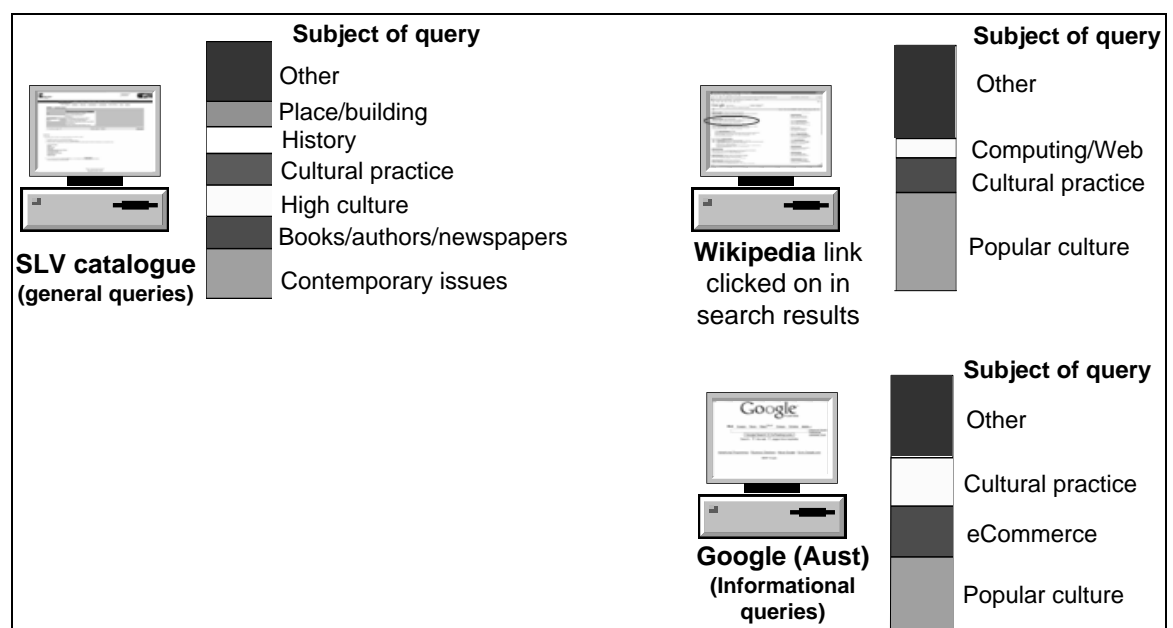 Subject of query
Other
Place/building
History
Cultural practice
High culture
Books/authors/newspapers
Contemporary issues
SLV catalogue
(general queries)
Subject of query
Other
Computing/Web
Cultural practice
Popular culture
Wikipedia link
clicked on in
search results
Subject of query
Other
Cultural practice
eCommerce
Popular culture
Google
Google (Aust)
(Informational
queries)